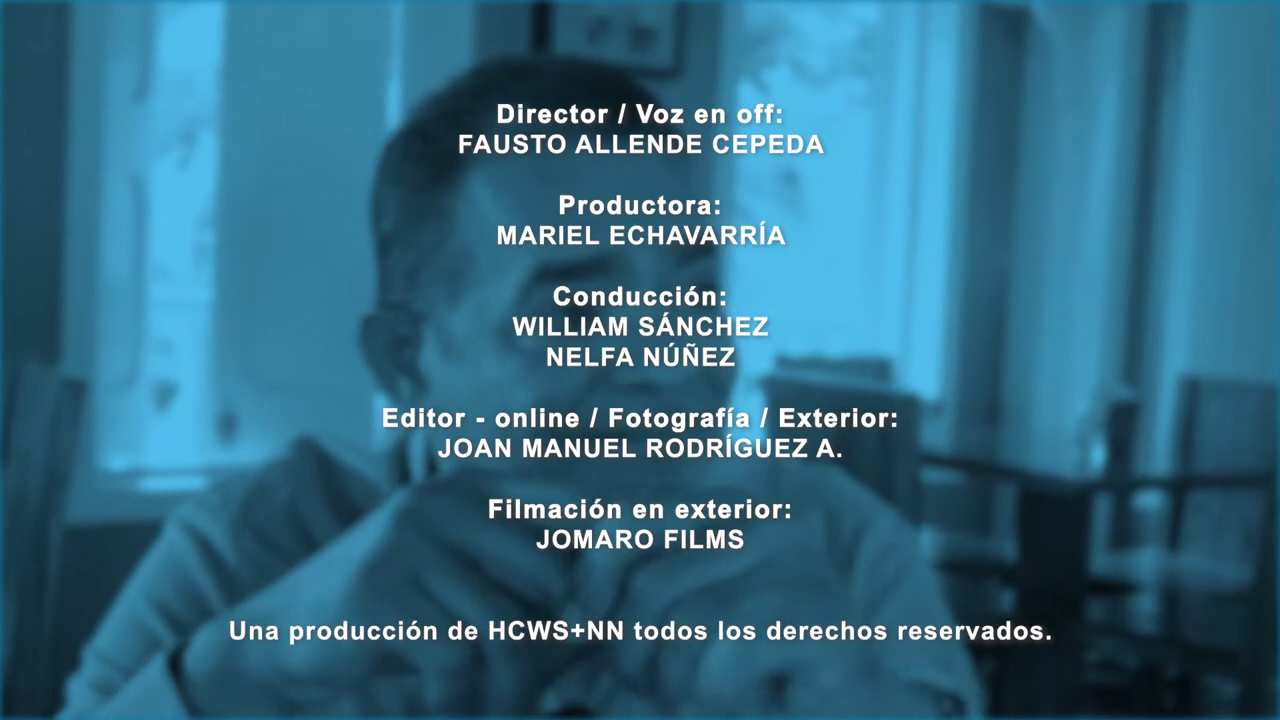 Director / Voz en off:
FAUSTO ALLENDE CEPEDA
Productora:
MARIEL ECHAVARRÍA
Conducción:
WILLIAM SÁNCHEZ
NELFA NÚÑEZ
Editor - online / Fotografía / Exterior:
JOAN MANUEL RODRÍGUEZ A.
Filmación en exterior:
JOMARO FILMS
Una producción de HCWS+NN todos los derechos reservados.